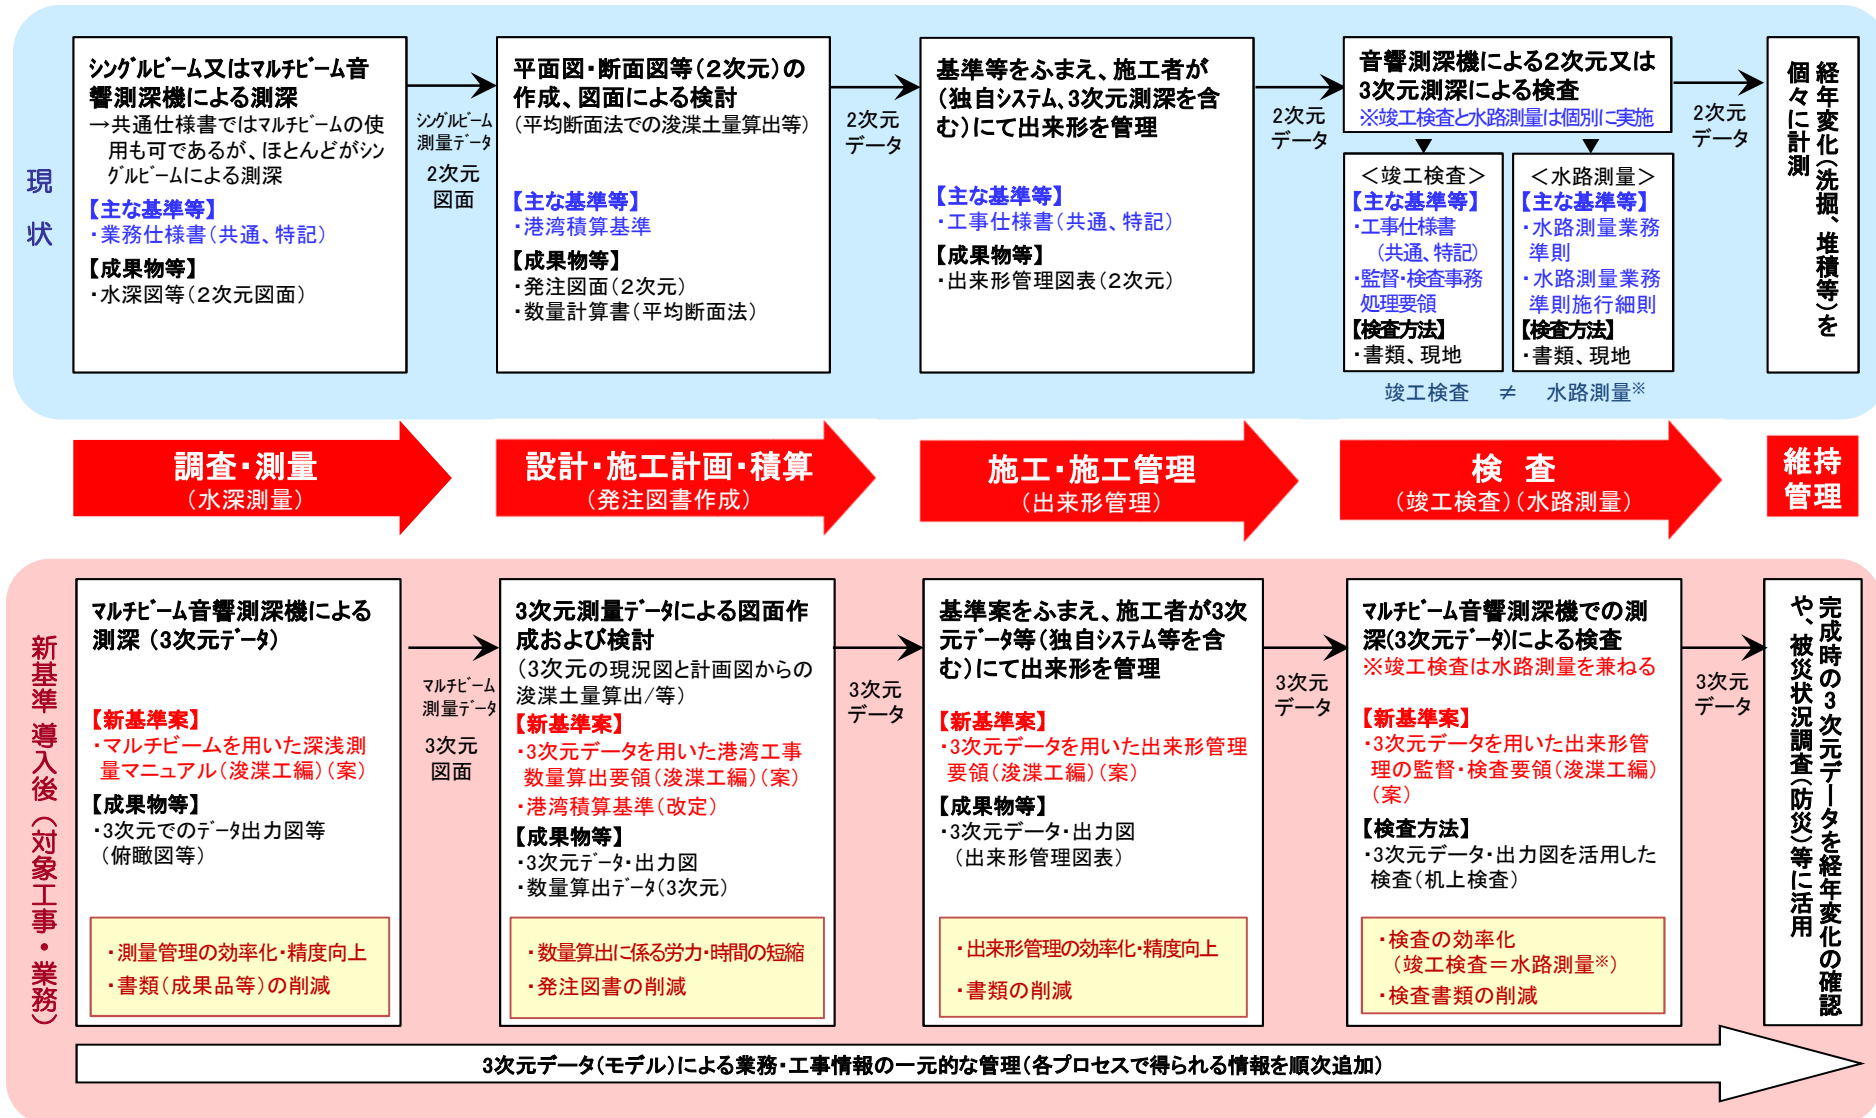 現状
シングルビーム又はマルチビーム音
響測深機による測深
→共通仕様書ではマルチビームの使
用も可であるが、ほとんどがシン
グルビームによる測深
【主な基準等】
・業務仕様書（共通、特記）
【成果物等】
・水深図等（２次元図面）
シングルビーム
測量データ
2次元
図面
平面図・断面図等（２次元）の
作成、図面による検討
（平均断面法での浚渫土量算出等）
【主な基準等】
・港湾積算基準
【成果物等】
・発注図面（２次元）
・数量計算書（平均断面法）
2次元
データ
基準等をふまえ、施工者が
（独自システム、3次元測深を含
む）にて出来形を管理
【主な基準等】
・工事仕様書（共通、特記）
【成果物等】
・出来形管理図表（２次元）
2次元
データ
音響測深機による２次元又は
3次元測深による検査
※竣工検査と水路測量は個別に実施
＜竣工検査＞
【主な基準等】
・工事仕様書
（共通、特記）
・監督・検査事務
処理要領
【検査方法】
・書類、現地
＜水路測量＞
【主な基準等】
・水路測量業務
準則
・水路測量業務
準則施行細則
【検査方法】
・書類、現地
竣工検査　≠　水路測量※
2次元
データ
経年変化（洗掘、堆積等）を
個々に計測
調査・測量
（水深測量）
設計・施工計画・積算
（発注図書作成）
施工・施工管理
（出来形管理）
検　査
（竣工検査）（水路測量）
維持
管理
新基準 導入後（対象工事・業務）
マルチビーム音響測深機による
測深（3次元データ）
【新基準案】
・マルチビームを用いた深浅測
量マニュアル（浚渫工編）（案）
【成果物等】
・3次元でのデータ出力図等
（俯瞰図等）
・測量管理の効率化・精度向上
・書類（成果品等）の削減
マルチビーム
測量データ
3次元
図面
3次元測量データによる図面作
成および検討
（3次元の現況図と計画図からの
浚渫土量算出/等）
【新基準案】
・3次元データを用いた港湾工事
数量算出要領（浚渫工編）（案）
・港湾積算基準（改定）
【成果物等】
・3次元データ・出力図
・数量算出データ（3次元）
・数量算出に係る労力・時間の短縮
・発注図書の削減
3次元
データ
基準案をふまえ、施工者が3次
元データ等（独自システム等を含
む）にて出来形を管理
【新基準案】
・3次元データを用いた出来形管理
要領（浚渫工編）（案）
【成果物等】
・3次元データ・出力図
（出来形管理図表）
・出来形管理の効率化・精度向上
・書類の削減
3次元
データ
マルチビーム音響測深機での測
深（3次元データ）による検査
※竣工検査は水路測量を兼ねる
【新基準案】
・3次元データを用いた出来形管
理の監督・検査要領（浚渫工編）
（案）
【検査方法】
・3次元データ・出力図を活用した
検査（机上検査）
・検査の効率化
（竣工検査＝水路測量※）
・検査書類の削減
3次元
データ
完成時の３次元データを経年変化の確認
や、被災状況調査（防災）等に活用
3次元データ（モデル）による業務・工事情報の一元的な管理（各プロセスで得られる情報を順次追加）